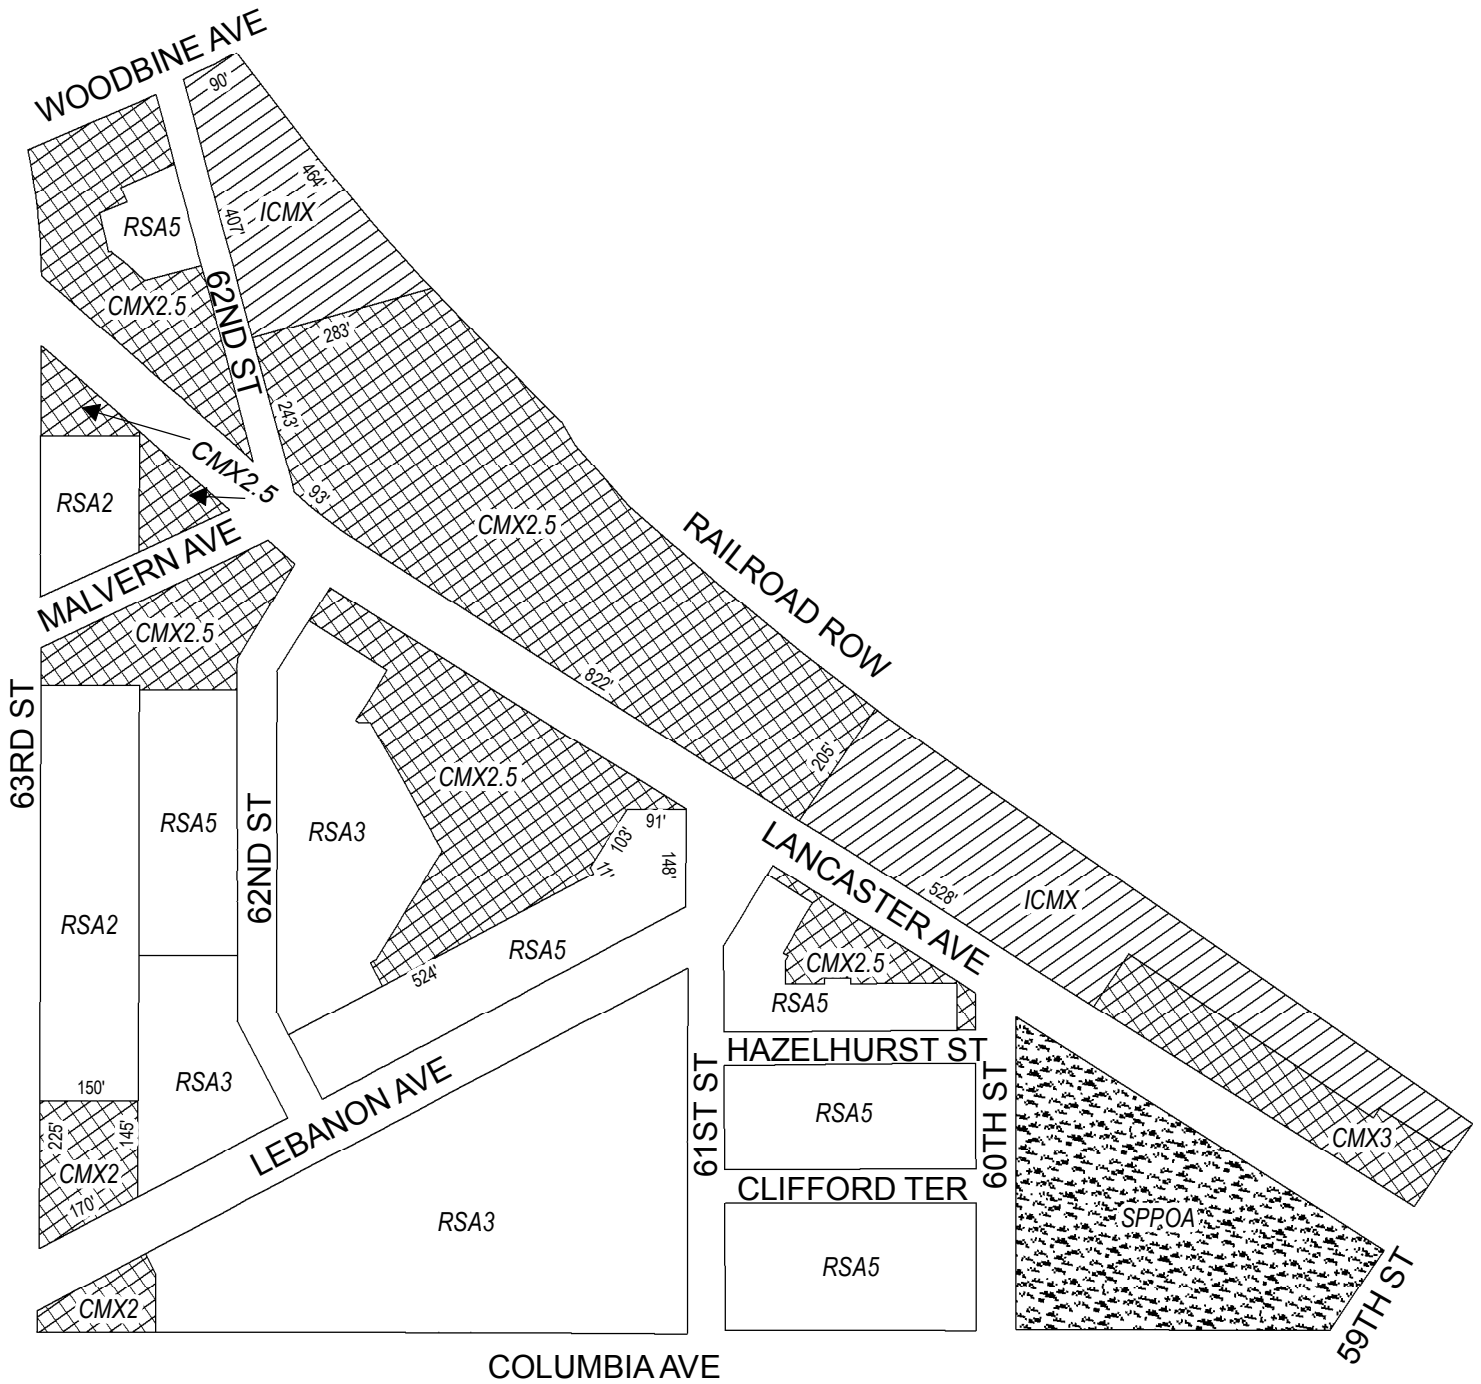 WOODBINE AVE
90'
464'
ICMX
407'
RSA5
CMX2.5
62ND ST
283'
243'
CMX2.5
93'
RSA2
CMX2.5
RAILROAD ROW
MALVERN AVE
CMX2.5
822'
63RD ST
205'
CMX2.5
RSA5
62ND ST
RSA3
91'
103'
148'
11'
LANCASTER AVE
528'
ICMX
RSA2
RSA5
524'
CMX2.5
RSA5
HAZELHURST ST
150'
RSA3
LEBANON AVE
61ST ST
RSA5
60TH ST
225'
145'
CMX2
170'
CMX3
CLIFFORD TER
RSA3
SPPOA
RSA5
CMX2
59TH ST
COLUMBIA AVE